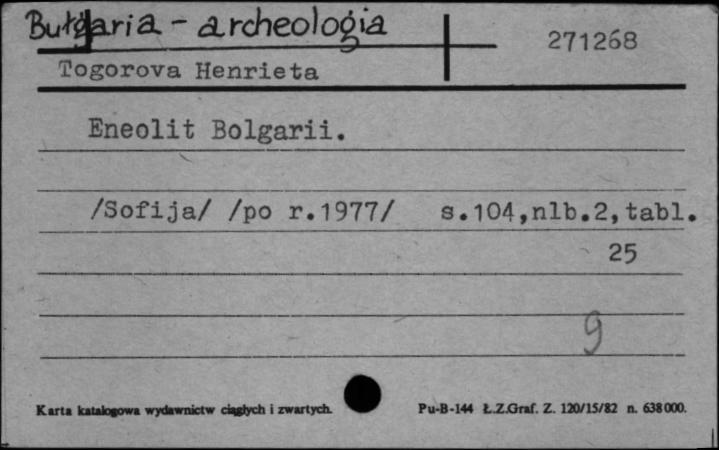 Bułgaria - archeologia
271268
Togorova Henrieta
Eneolit Bolgarii.
/Sofija/ /po r.1977/ s.104,nlb.2,tabl.
25
9
Karta katalogowa wydawnictw ciągłych i zwartych. Pu-B-144 Ł.Z.Graf. Z. 120/15/82 n. 638000.